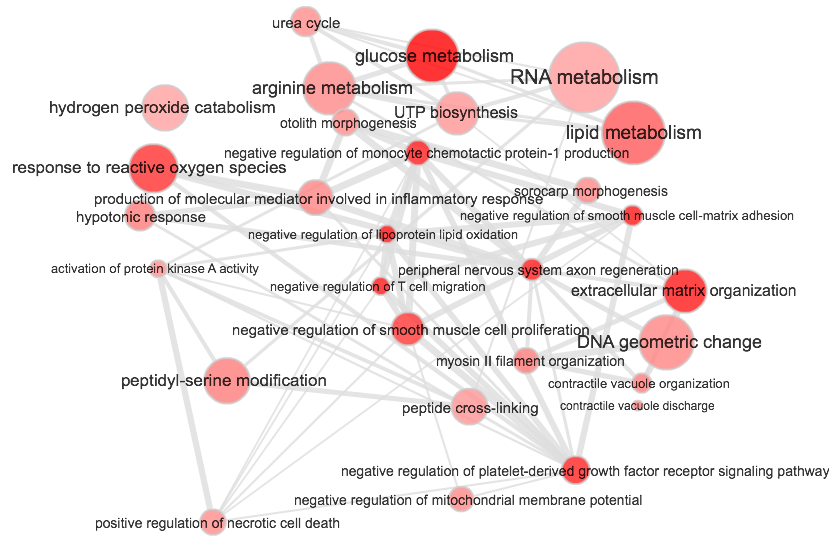 urea cycle
glucose metabolism
RNA metabolism
arginine metabolism
hydrogen peroxide catabolism
UTP biosynthesis
otolith morphogenesis
lipid metabolism
negative regulation of monocyte chemotactic protein-1 production
response to reactive oxygen species
sorocarp morphogenesis
production of molecular mediator involved in inflammatory response
hypotonic response
negative regulation of smooth muscle cell-matrix adhesion
negative regulation of lipoprotein lipid oxidation
activation of protein kinase A activity
peripheral nervous system axon regeneration
negative regulation of T cell migration
extracellular matrix organization
negative regulation of smooth muscle cell proliferation
DNA geometric change
myosin II filament organization
peptidyl-serine modification
contractile vacuole organization
peptide cross-linking
contractile vacuole discharge
negative regulation of platelet-derived growth factor receptor signaling pathway
negative regulation of mitochondrial membrane potential
positive regulation of necrotic cell death